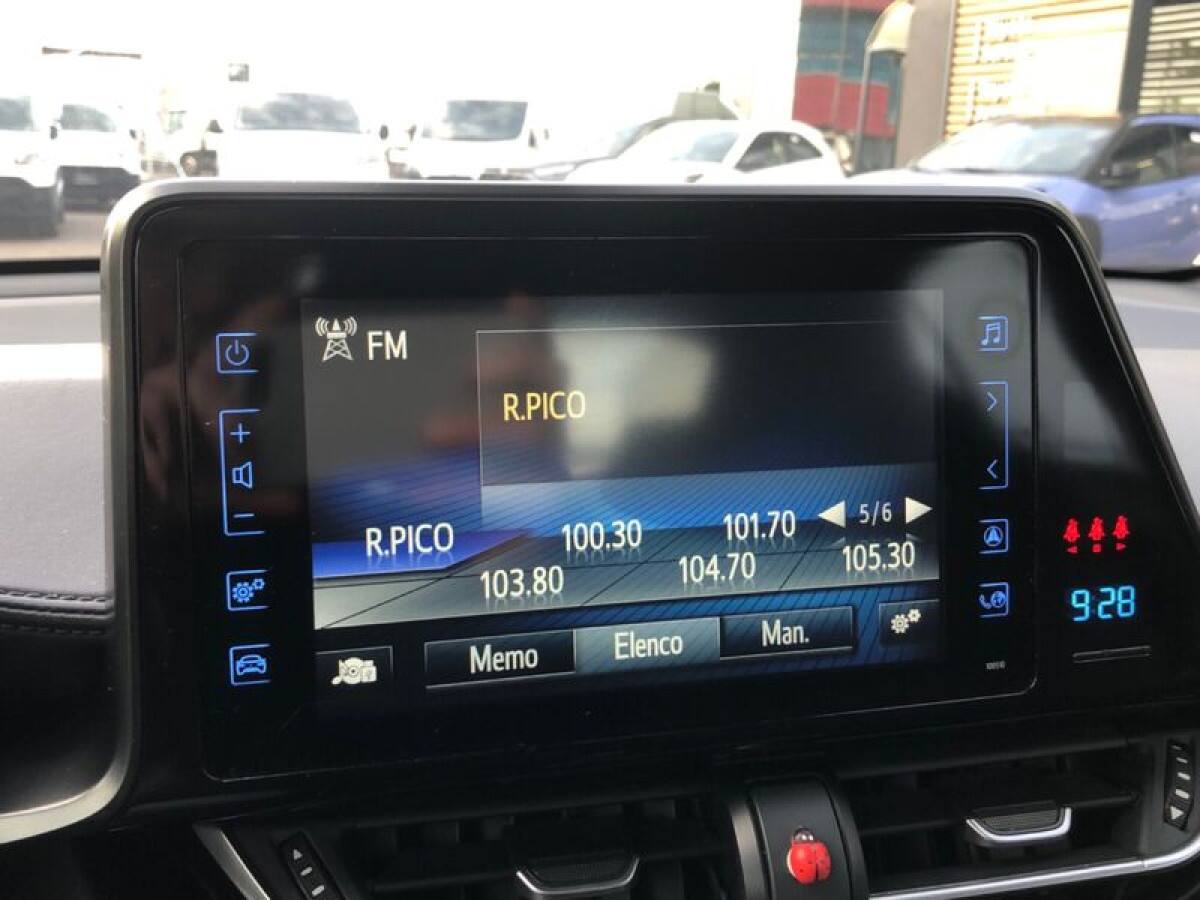 FM
R.PICO
R.PICO 100.30 101.70 5/6
103.80 104.70 105.30
Memo Elenco Man.
9:28